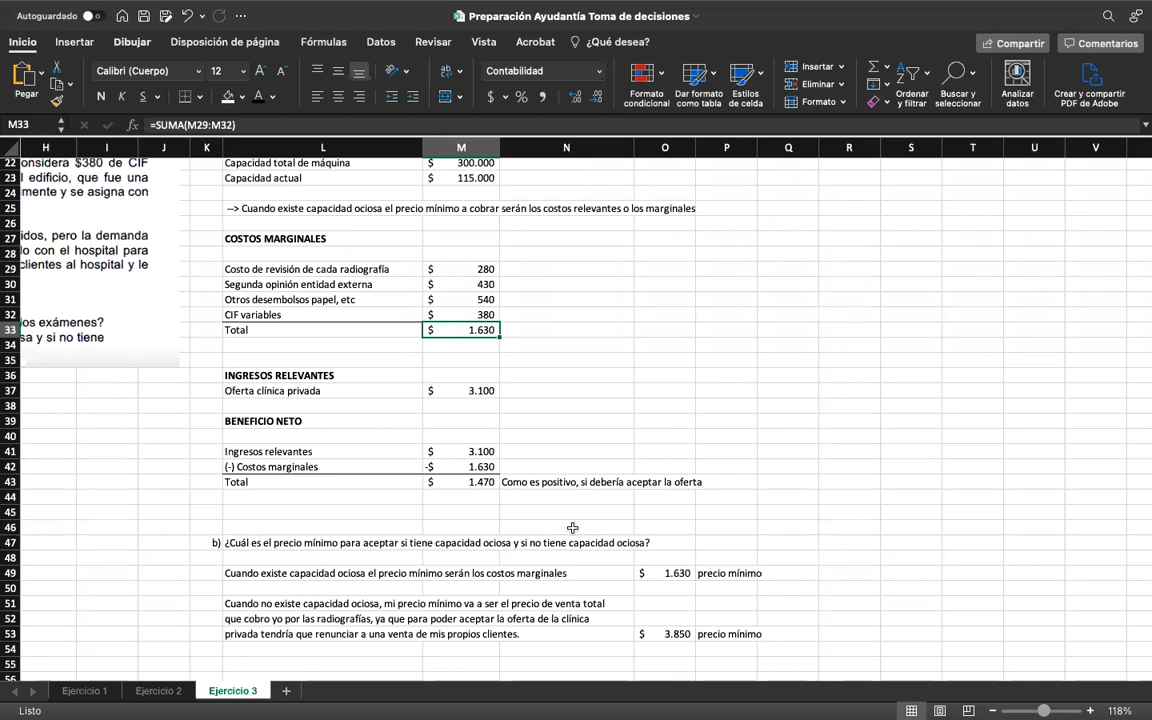 Autoguardado
Preparación Ayudantía Toma de decisiones
Inicio Insertar Dibujar Disposición de página Fórmulas Datos Revisar Vista Acrobat ¿Qué desea? Compartir Comentarios
Calibri (Cuerpo) 12 Contabilidad
Pegar
N K S
$ % 9
Formato condicional
Dar formato como tabla
Estilos de celda
Insertar
Eliminar
Formato
Ordenar y filtrar
Buscar y seleccionar
Analizar datos
Crear y compartir PDF de Adobe
M33 fx =SUMA(M29:M32)
H I J K L M N O P Q R S T U V
22 onsidera $380 de CIF Capacidad total de máquina $ 300.000
23 l edificio, que fue una Capacidad actual $ 115.000
24 mente y se asigna con
25 --> Cuando existe capacidad ociosa el precio mínimo a cobrar serán los costos relevantes o los marginales
26
27 idos, pero la demanda COSTOS MARGINALES
28 lo con el hospital para
29 clientes al hospital y le Costo de revisión de cada radiografía $ 280
30 Segunda opinión entidad externa $ 430
31 Otros desembolsos papel, etc $ 540
32 los exámenes? CIF variables $ 380
33 sa y si no tiene Total $ 1.630
34
35
36 INGRESOS RELEVANTES
37 Oferta clínica privada $ 3.100
38
39 BENEFICIO NETO
40
41 Ingresos relevantes $ 3.100
42 (-) Costos marginales -$ 1.630
43 Total $ 1.470 Como es positivo, si debería aceptar la oferta
44
45
46
47 b) ¿Cuál es el precio mínimo para aceptar si tiene capacidad ociosa y si no tiene capacidad ociosa?
48
49 Cuando existe capacidad ociosa el precio mínimo serán los costos marginales $ 1.630 precio mínimo
50
51 Cuando no existe capacidad ociosa, mi precio mínimo va a ser el precio de venta total
52 que cobro yo por las radiografías, ya que para poder aceptar la oferta de la clínica
53 privada tendría que renunciar a una venta de mis propios clientes. $ 3.850 precio mínimo
54
55
56
Ejercicio 1 Ejercicio 2 Ejercicio 3 +
Listo 118%